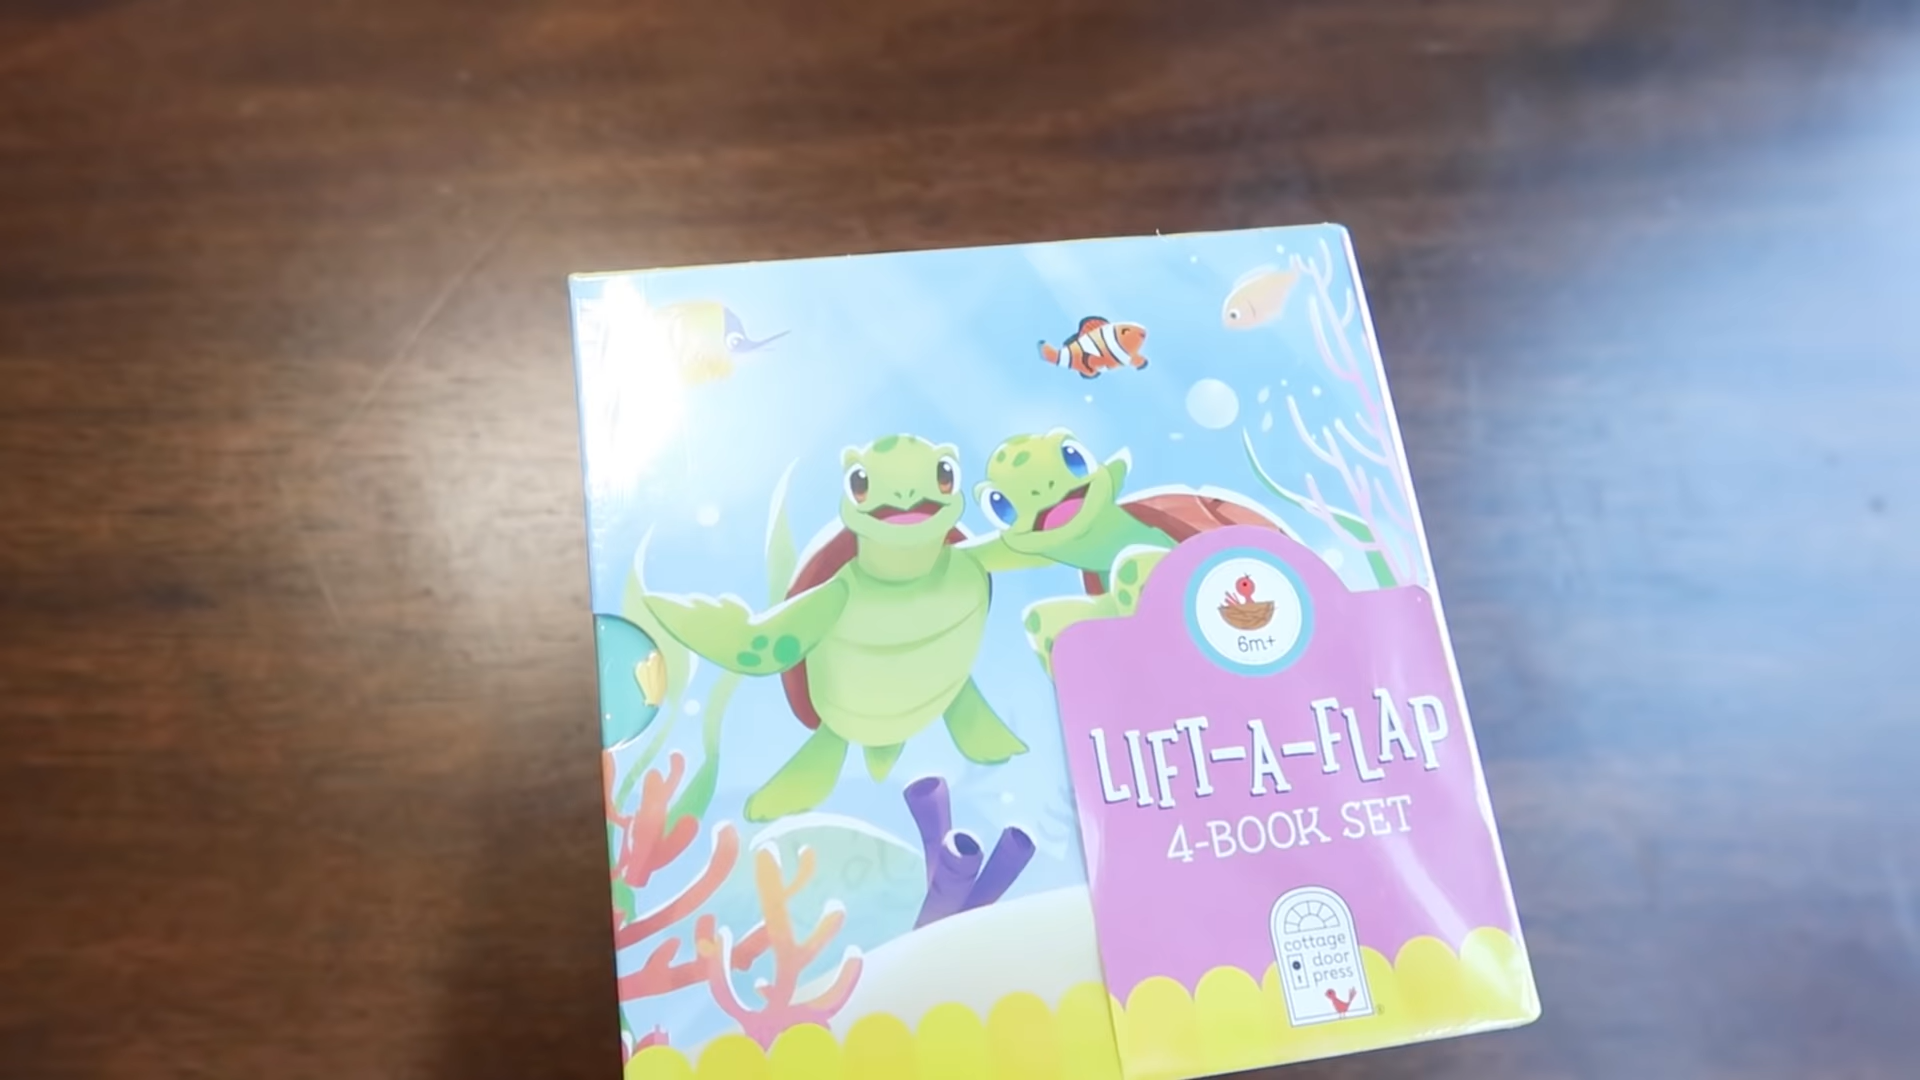 6m+
LIFT-A-FLAP
4-BOOK SET
cottage
door
press
®